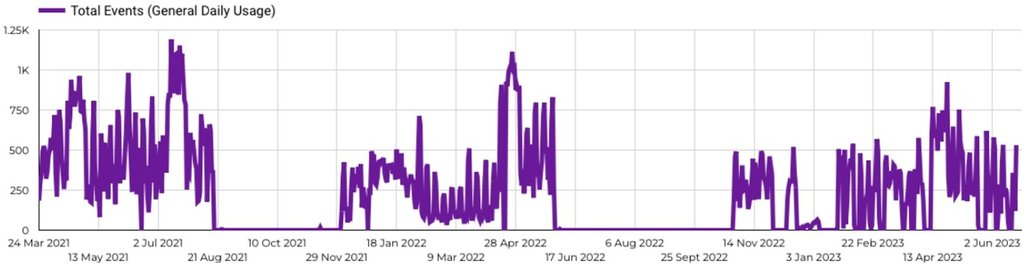 Total Events (General Daily Usage)
1.25K
1K
750
500
250
0
24 Mar 2021 2 Jul 2021 10 Oct 2021 18 Jan 2022 28 Apr 2022 6 Aug 2022 14 Nov 2022 22 Feb 2023 2 Jun 2023
13 May 2021 21 Aug 2021 29 Nov 2021 9 Mar 2022 17 Jun 2022 25 Sept 2022 3 Jan 2023 13 Apr 2023